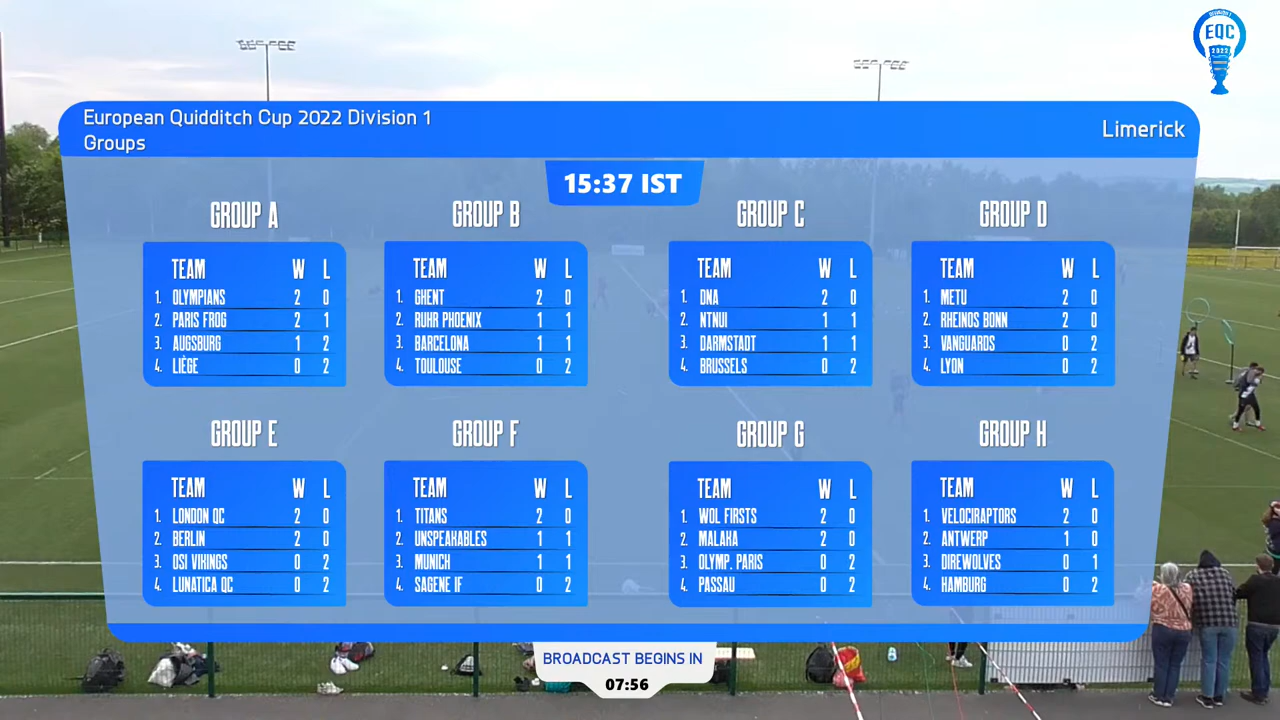 DIVISION 1
EQC
2022
European Quidditch Cup 2022 Division 1
Groups
Limerick
15:37 IST
GROUP A
TEAM W L
1. OLYMPIANS 2 0
2. PARIS FROG 2 1
3. AUGSBURG 1 2
4. LIÈGE 0 2
GROUP B
TEAM W L
1. GHENT 2 0
2. RUHR PHOENIX 1 1
3. BARCELONA 1 1
4. TOULOUSE 0 2
GROUP C
TEAM W L
1. DNA 2 0
2. NTNUI 1 1
3. DARMSTADT 1 1
4. BRUSSELS 0 2
GROUP D
TEAM W L
1. METU 2 0
2. RHEINOS BONN 2 0
3. VANGUARDS 0 2
4. LYON 0 2
GROUP E
TEAM W L
1. LONDON QC 2 0
2. BERLIN 2 0
3. OSI VIKINGS 0 2
4. LUNATICA QC 0 2
GROUP F
TEAM W L
1. TITANS 2 0
2. UNSPEAKABLES 1 1
3. MUNICH 1 1
4. SAGENE IF 0 2
GROUP G
TEAM W L
1. WOL FIRSTS 2 0
2. MALAKA 2 0
3. OLYMP. PARIS 0 2
4. PASSAU 0 2
GROUP H
TEAM W L
1. VELOCIRAPTORS 2 0
2. ANTWERP 1 0
3. DIREWOLVES 0 1
4. HAMBURG 0 2
BROADCAST BEGINS IN
07:56